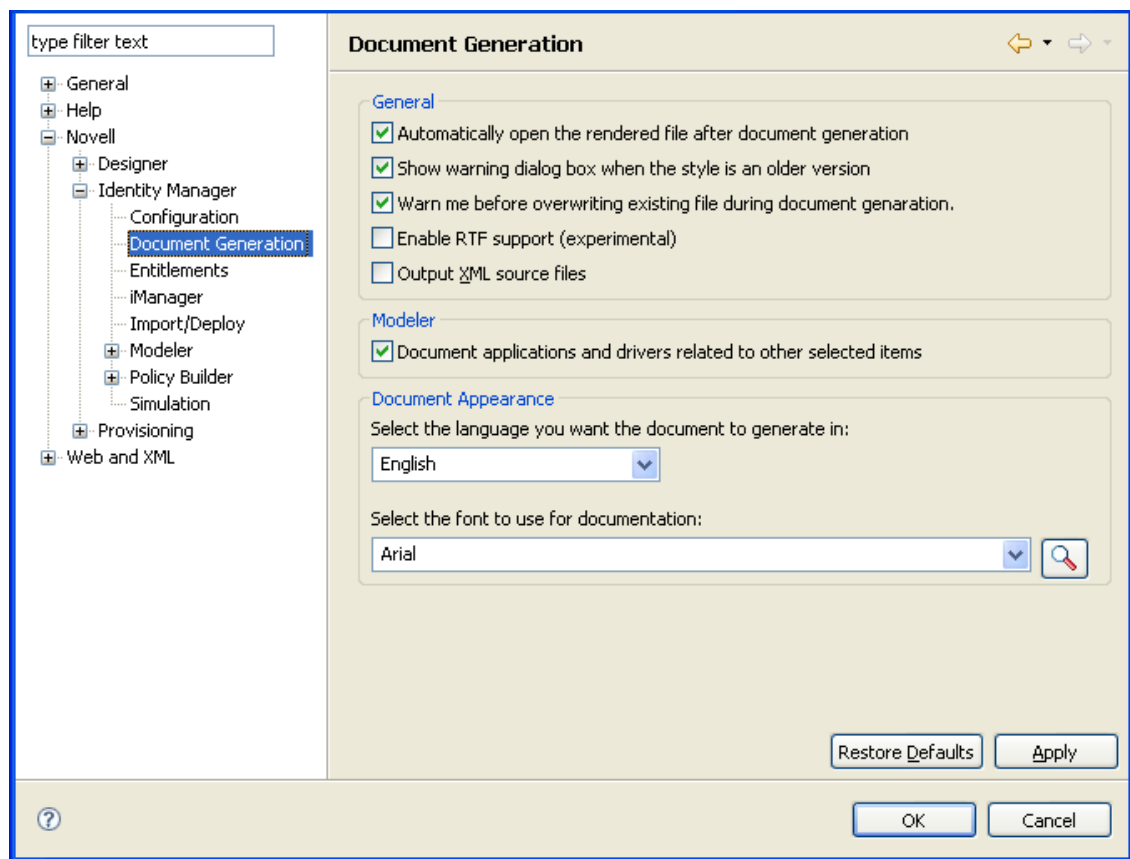 type filter text
General
Help
Novell
Designer
Identity Manager
Configuration
Document Generation
Entitlements
iManager
Import/Deploy
Modeler
Policy Builder
Simulation
Provisioning
Web and XML
Document Generation
General
Automatically open the rendered file after document generation
Show warning dialog box when the style is an older version
Warn me before overwriting existing file during document genaration.
Enable RTF support (experimental)
Output XML source files
Modeler
Document applications and drivers related to other selected items
Document Appearance
Select the language you want the document to generate in:
English
Select the font to use for documentation:
Arial
Restore Defaults
Apply
?
OK
Cancel